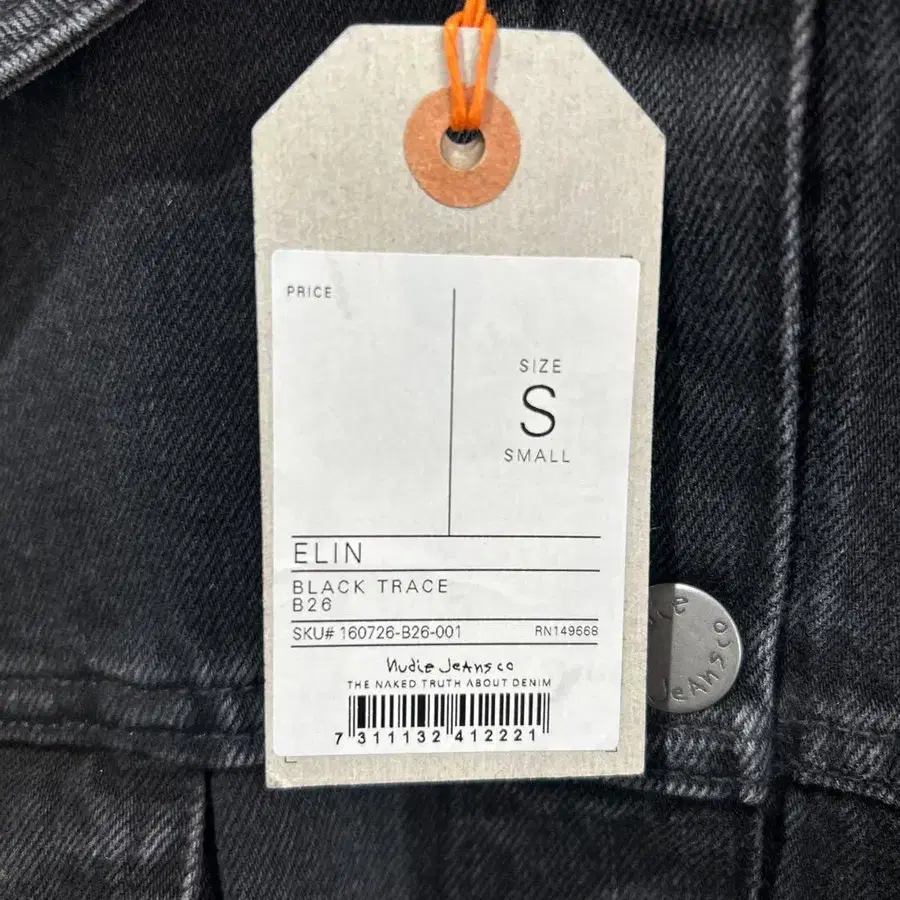 PRICE
SIZE
S
SMALL
ELIN
BLACK TRACE
B26
SKU# 160726-B26-001 RN149668
Nudie Jeans co
THE NAKED TRUTH ABOUT DENIM
7 311132 412221
Jeans co